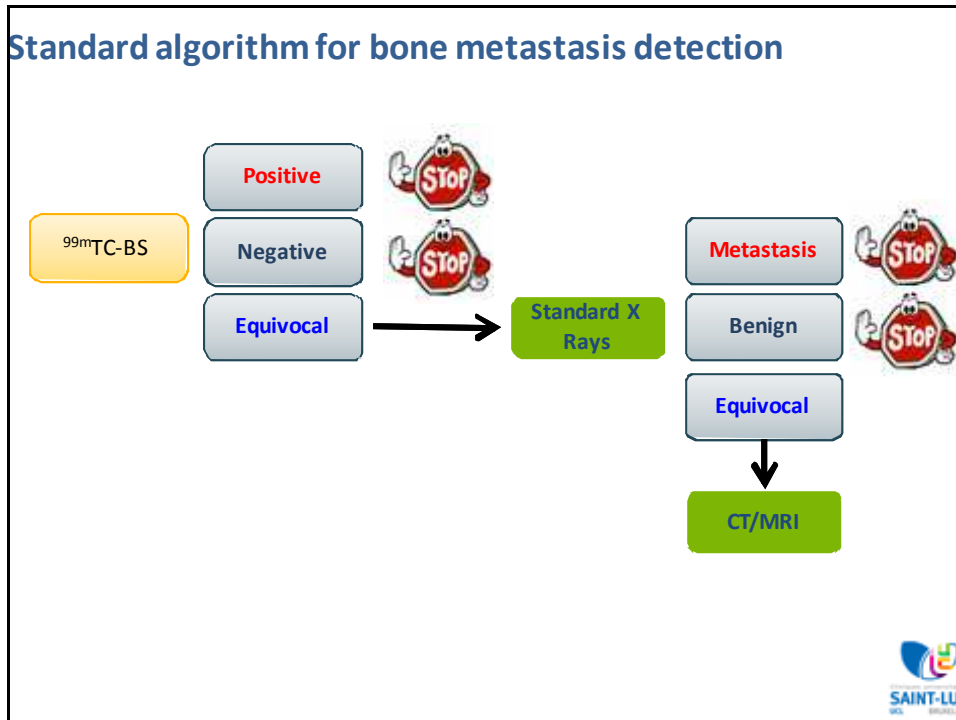 Standard algorithm for bone metastasis detection
Positive
STOP
99mTC-BS
Negative
STOP
Equivocal
Standard X
Rays
Metastasis
STOP
Benign
STOP
Equivocal
CT/MRI
SAINT-LU
UCL